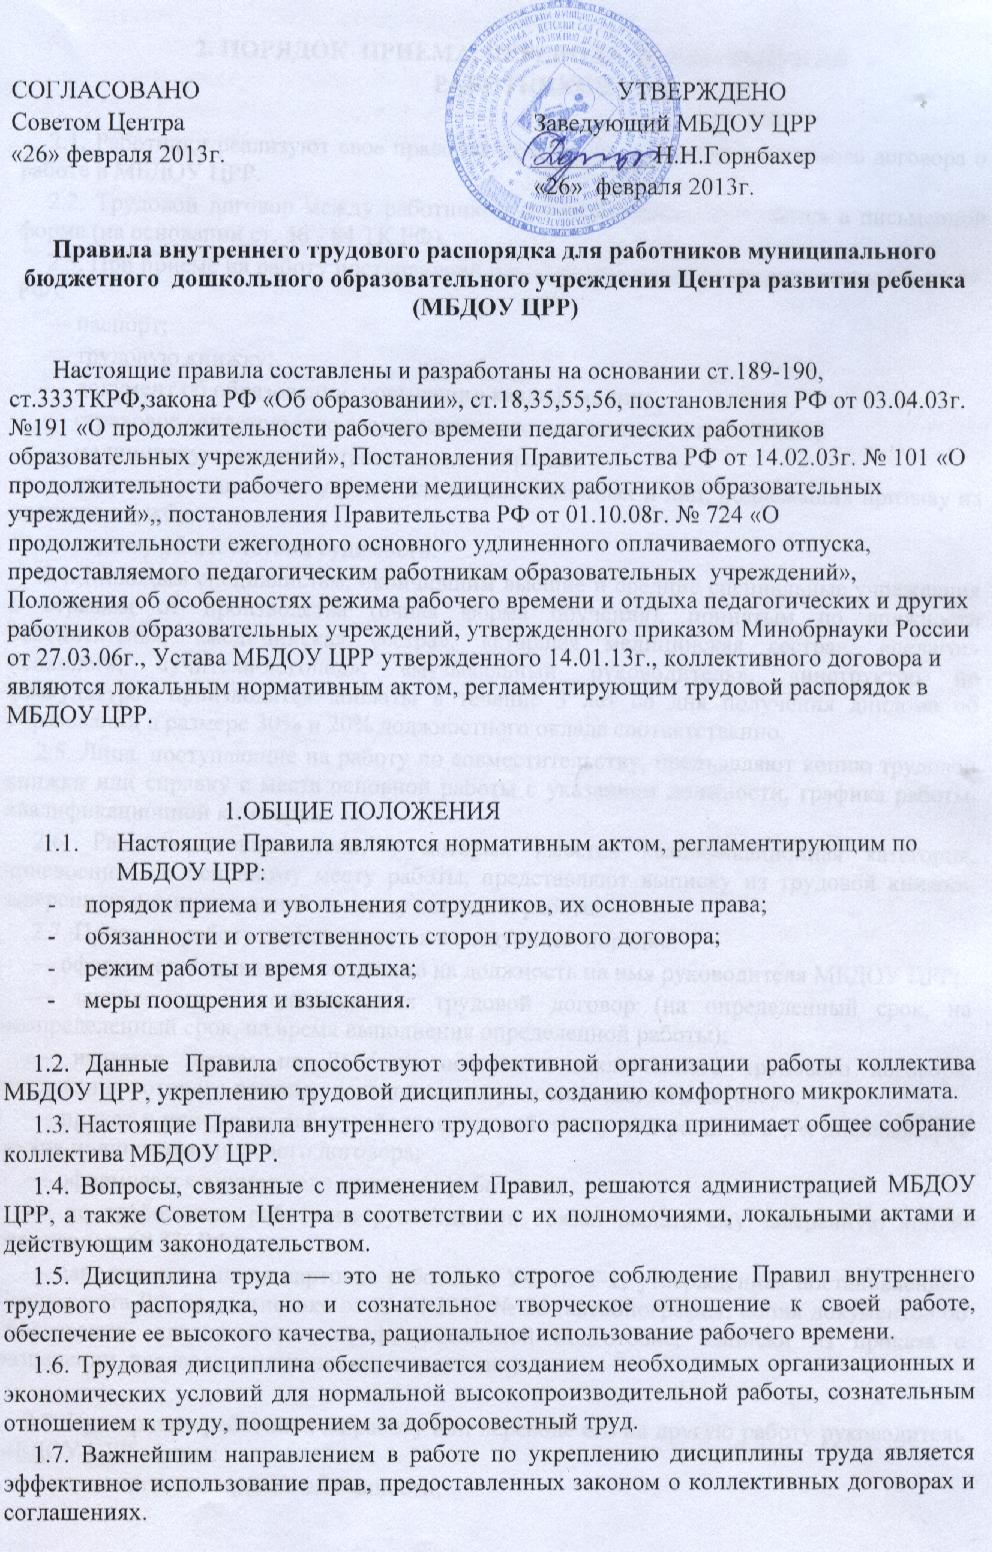 СОГЛАСОВАНО
Советом Центра
«26» февраля 2013г.
УТВЕРЖДЕНО
Заведующий МБДОУ ЦРР
Н.Н.Горнбахер
«26» февраля 2013г.
Правила внутреннего трудового распорядка для работников муниципального
бюджетного дошкольного образовательного учреждения Центра развития ребенка
(МБДОУ ЦРР)
Настоящие правила составлены и разработаны на основании ст.189-190,
ст.333ТКРФ,закона РФ «Об образовании», ст.18,35,55,56, постановления РФ от 03.04.03г.
№191 «О продолжительности рабочего времени педагогических работников
образовательных учреждений», Постановления Правительства РФ от 14.02.03г. № 101 «О
продолжительности рабочего времени медицинских работников образовательных
учреждений»,, постановления Правительства РФ от 01.10.08г. № 724 «О
продолжительности ежегодного основного удлиненного оплачиваемого отпуска,
предоставляемого педагогическим работникам образовательных учреждений»,
Положения об особенностях режима рабочего времени и отдыха педагогических и других
работников образовательных учреждений, утвержденного приказом Минобрнауки России
от 27.03.06г., Устава МБДОУ ЦРР утвержденного 14.01.13г., коллективного договора и
являются локальным нормативным актом, регламентирующим трудовой распорядок в
МБДОУ ЦРР.
1.ОБЩИЕ ПОЛОЖЕНИЯ
1.1. Настоящие Правила являются нормативным актом, регламентирующим по
МБДОУ ЦРР:
- порядок приема и увольнения сотрудников, их основные права;
- обязанности и ответственность сторон трудового договора;
- режим работы и время отдыха;
- меры поощрения и взыскания.
1.2. Данные Правила способствуют эффективной организации работы коллектива
МБДОУ ЦРР, укреплению трудовой дисциплины, созданию комфортного микроклимата.
1.3. Настоящие Правила внутреннего трудового распорядка принимает общее собрание
коллектива МБДОУ ЦРР.
1.4. Вопросы, связанные с применением Правил, решаются администрацией МБДОУ
ЦРР, а также Советом Центра в соответствии с их полномочиями, локальными актами и
действующим законодательством.
1.5. Дисциплина труда - это не только строгое соблюдение Правил внутреннего
трудового распорядка, но и сознательное творческое отношение к своей работе,
обеспечение ее высокого качества, рациональное использование рабочего времени.
1.6. Трудовая дисциплина обеспечивается созданием необходимых организационных и
экономических условий для нормальной высокопроизводительной работы, сознательным
отношением к труду, поощрением за добросовестный труд.
1.7. Важнейшим направлением в работе по укреплению дисциплины труда является
эффективное использование прав, предоставленных законом о коллективных договорах и
соглашениях.